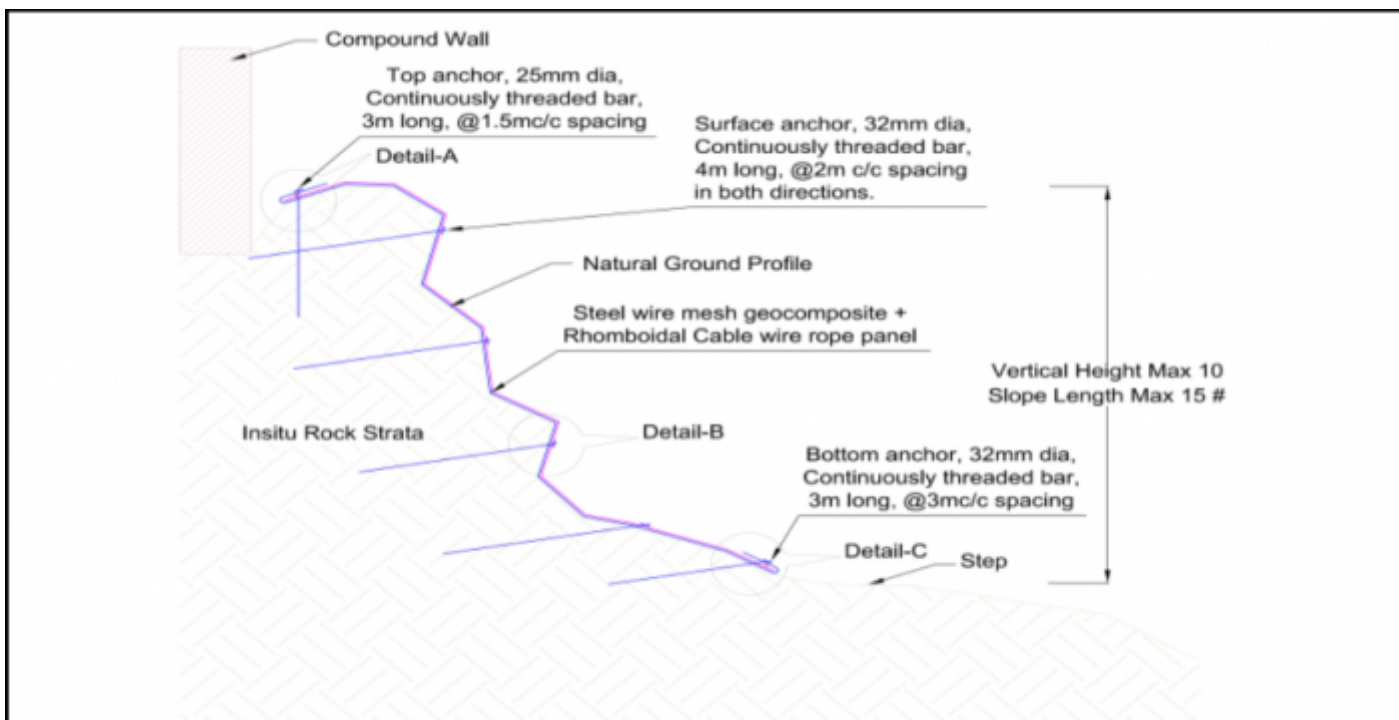 Compound Wall
Top anchor, 25mm dia,
Continuously threaded bar,
3m long, @1.5mc/c spacing
Detail-A
Surface anchor, 32mm dia,
Continuously threaded bar,
4m long, @2m c/c spacing
in both directions.
Natural Ground Profile
Steel wire mesh geocomposite +
Rhomboidal Cable wire rope panel
Vertical Height Max 10
Slope Length Max 15 #
Insitu Rock Strata
Detail-B
Bottom anchor, 32mm dia,
Continuously threaded bar,
3m long, @3mc/c spacing
Detail-C
Step